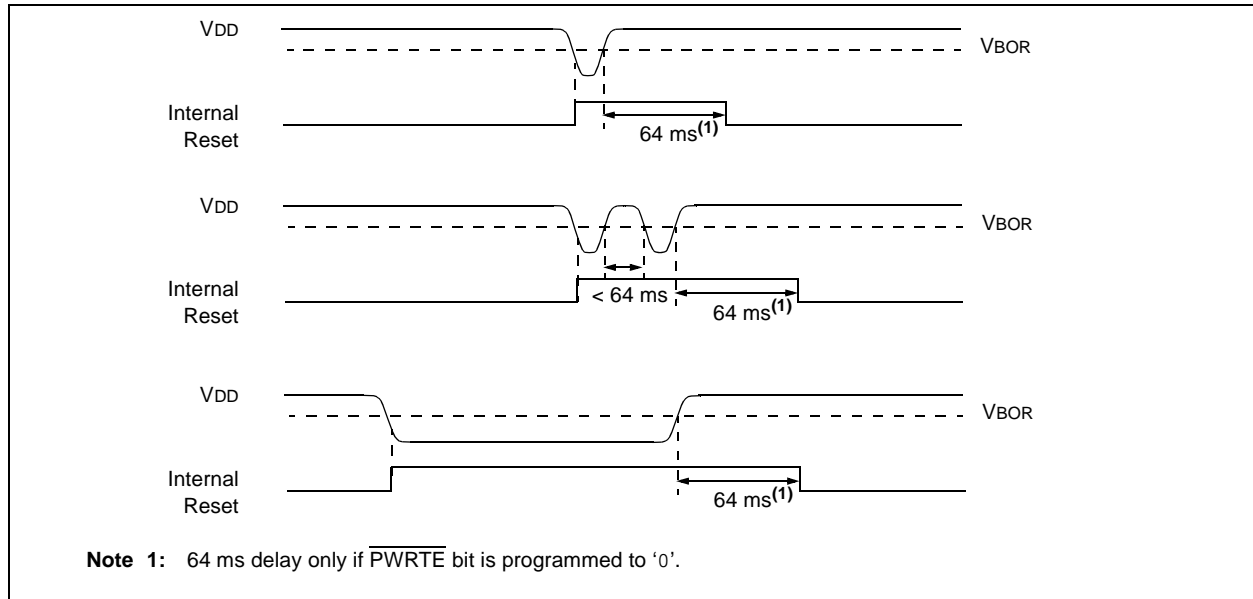 VDD
VBOR
Internal
Reset
64 ms(1)
VDD
VBOR
Internal
Reset
< 64 ms
64 ms(1)
VDD
VBOR
Internal
Reset
64 ms(1)
Note 1: 64 ms delay only if PWRTE bit is programmed to ‘0’.